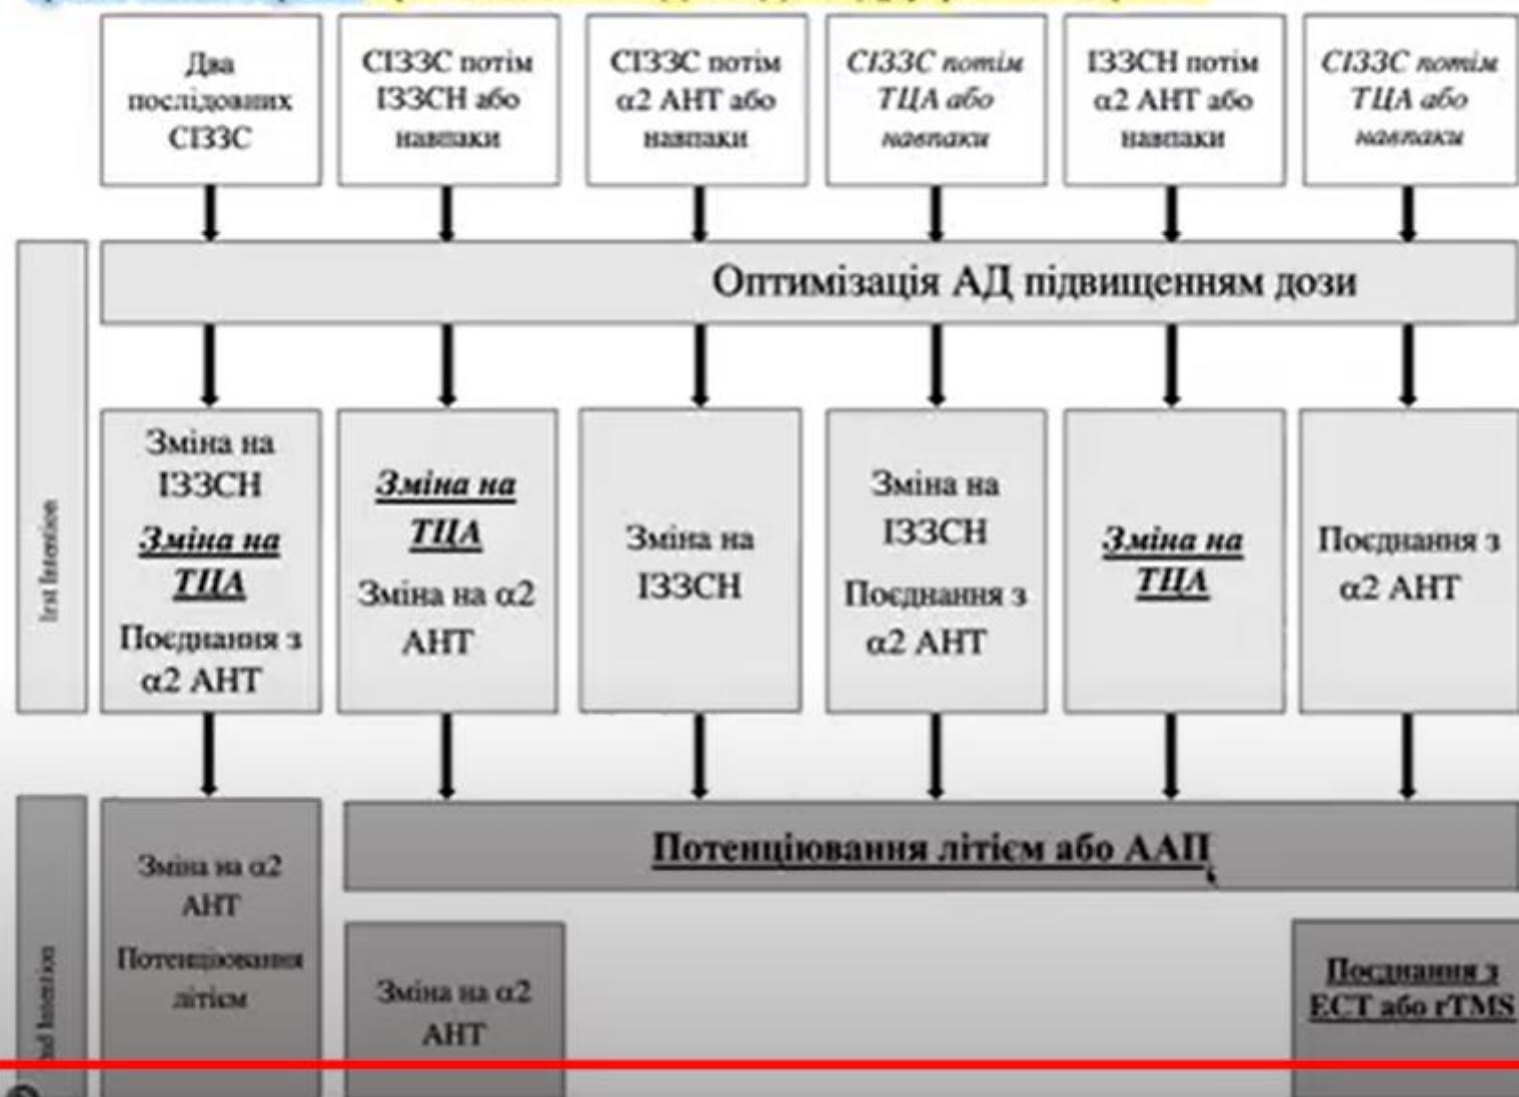 Два
послідовних
СІЗЗС
СІЗЗС потім
ІЗЗСН або
навпаки
СІЗЗС потім
α2 АНТ або
навпаки
СІЗЗС потім
ТЦА або
навпаки
ІЗЗСН потім
α2 АНТ або
навпаки
СІЗЗС потім
ТЦА або
навпаки
Оптимізація АД підвищенням дози
irst Intention
Зміна на
ІЗЗСН
Зміна на
ТЦА
Поєднання з
α2 АНТ
Зміна на
ТЦА
Зміна на α2
АНТ
Зміна на
ІЗЗСН
Зміна на
ІЗЗСН
Поєднання з
α2 АНТ
Зміна на
ТЦА
Поєднання з
α2 АНТ
Intention
Зміна на α2
АНТ
Потенціювання
літієм
Потенціювання літієм або ААП
Зміна на α2
АНТ
Поєднання з
ЕСТ або rTMS